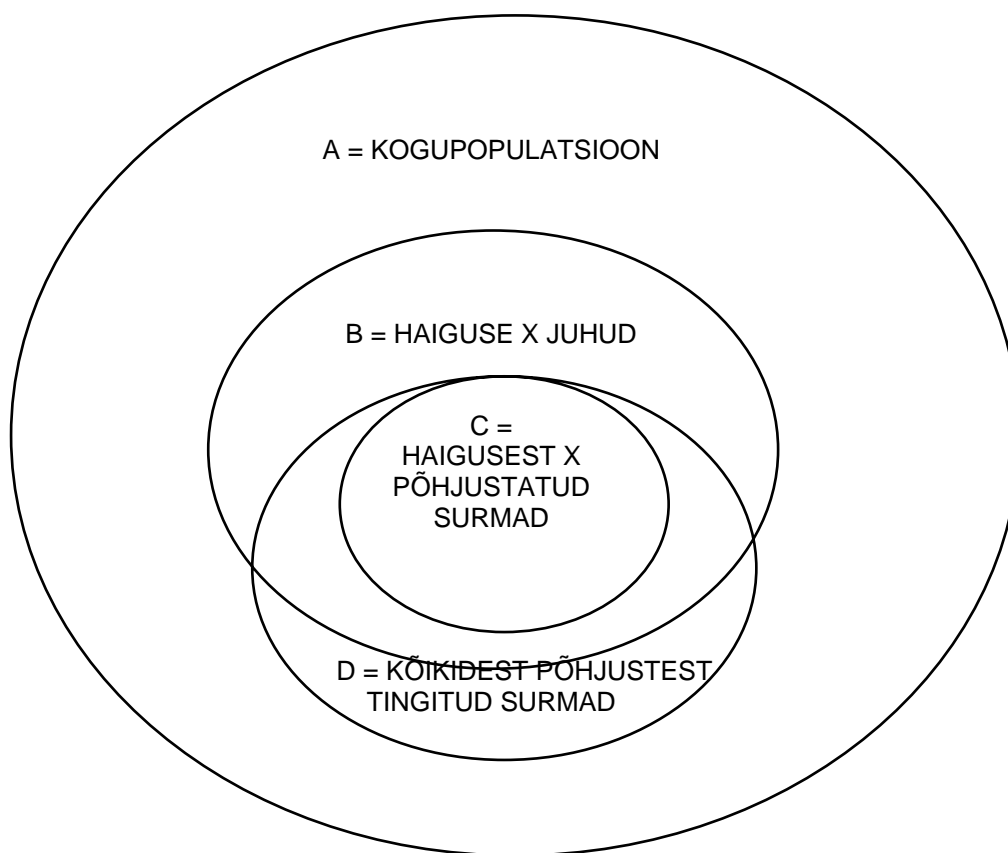 A = KOGUPOPULATSIOON
B = HAIGUSE X JUHUD
C =
HAIGUSEST X
PÕHJUSTATUD
SURMAD
D = KÕIKIDEST PÕHJUSTEST
TINGITUD SURMAD